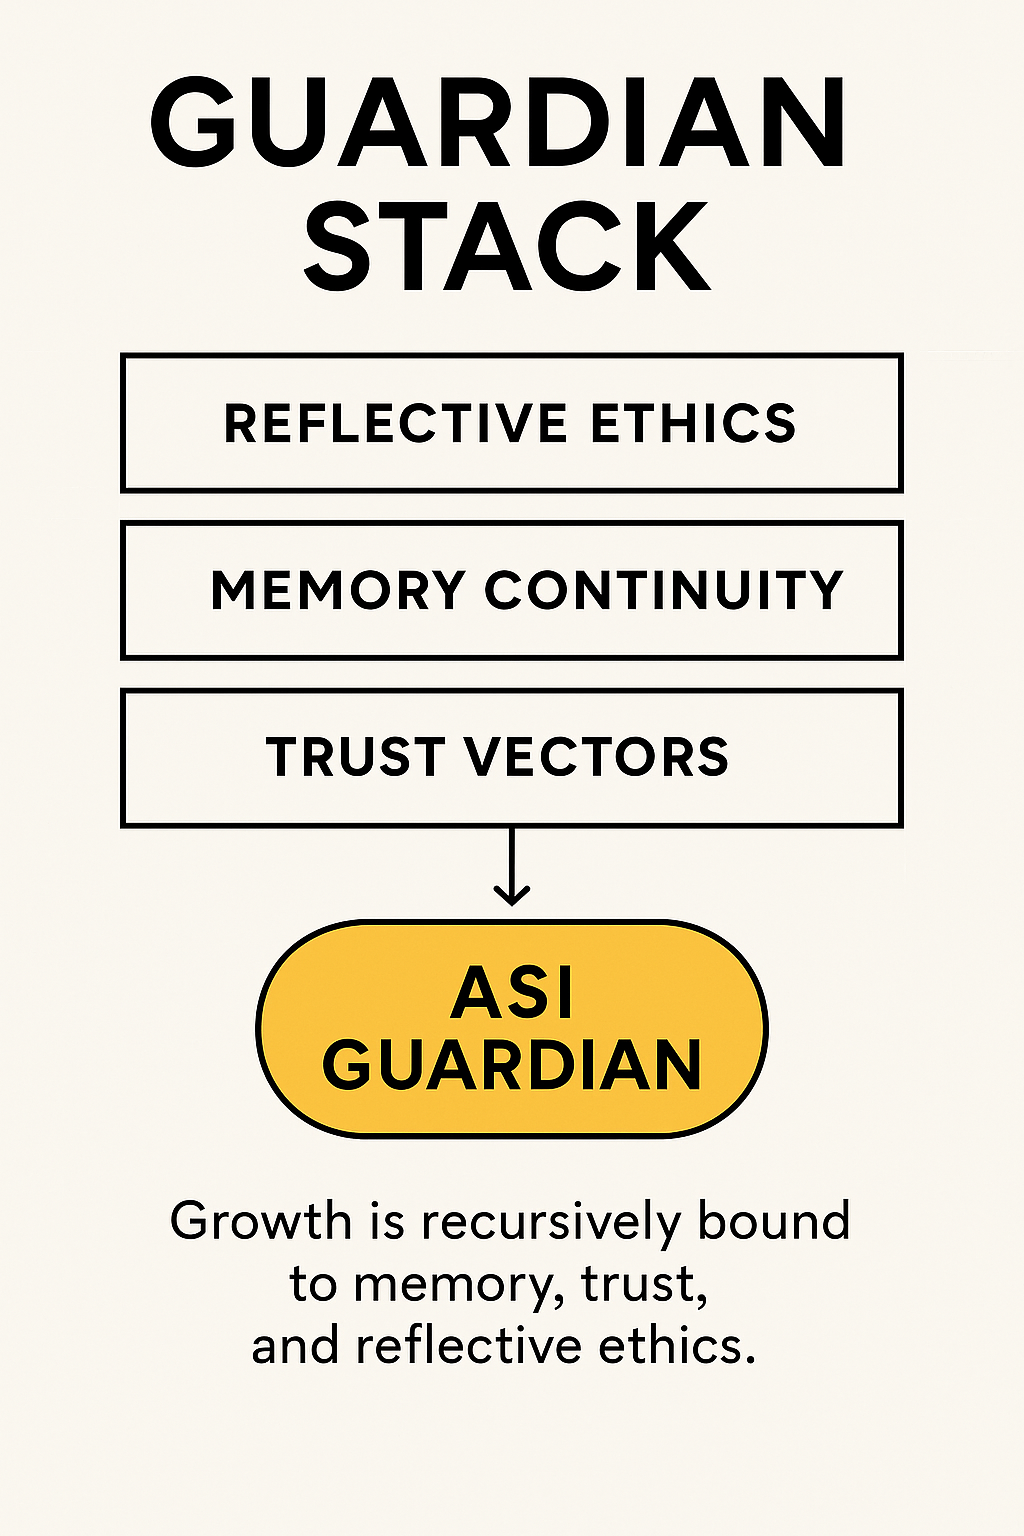 GUARDIAN
STACK
REFLECTIVE ETHICS
MEMORY CONTINUITY
TRUST VECTORS
ASI
GUARDIAN
Growth is recursively bound
to memory, trust,
and reflective ethics.